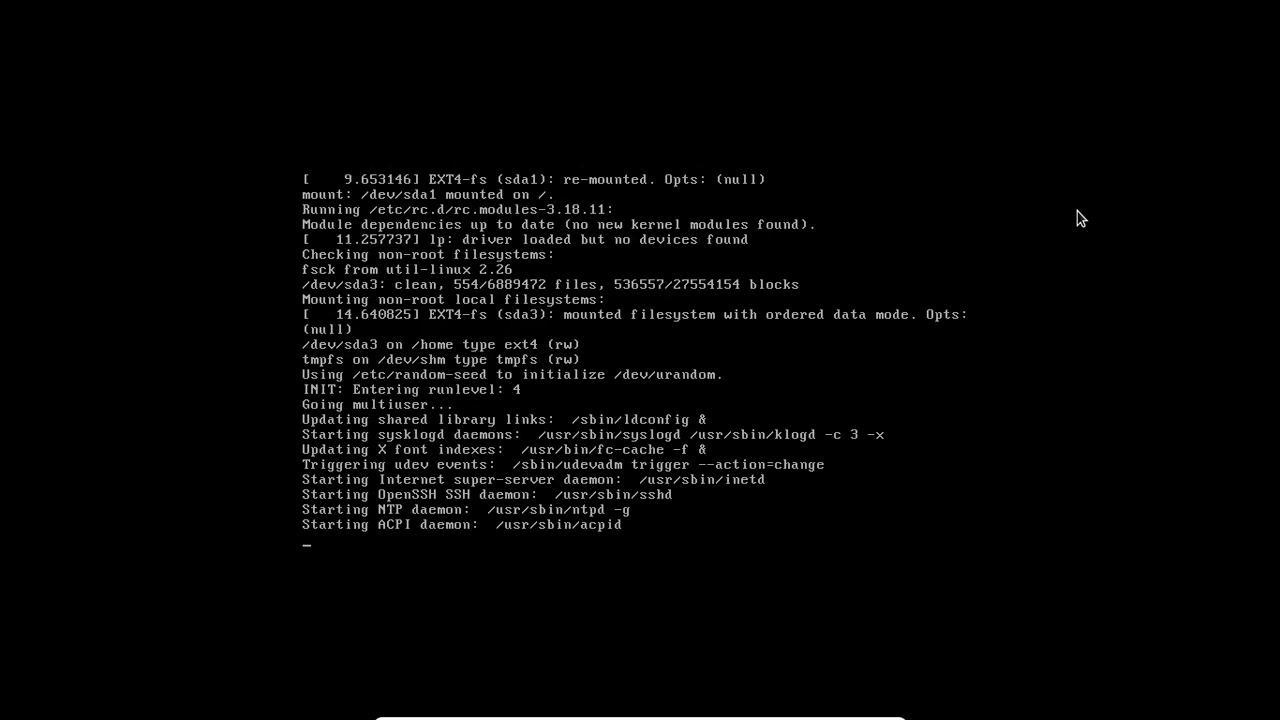 [    9.653146] EXT4-fs (sda1): re-mounted. Opts: (null)
mount: /dev/sda1 mounted on /.
Running /etc/rc.d/rc.modules-3.18.11:
Module dependencies up to date (no new kernel modules found).
[   11.257737] lp: driver loaded but no devices found
Checking non-root filesystems:
fsck from util-linux 2.26
/dev/sda3: clean, 554/6889472 files, 536557/27554154 blocks
Mounting non-root local filesystems:
[   14.640825] EXT4-fs (sda3): mounted filesystem with ordered data mode. Opts:
(null)
/dev/sda3 on /home type ext4 (rw)
tmpfs on /dev/shm type tmpfs (rw)
Using /etc/random-seed to initialize /dev/urandom.
INIT: Entering runlevel: 4
Going multiuser...
Updating shared library links:  /sbin/ldconfig &
Starting sysklogd daemons:  /usr/sbin/syslogd /usr/sbin/klogd -c 3 -x
Updating X font indexes:  /usr/bin/fc-cache -f &
Triggering udev events:  /sbin/udevadm trigger --action=change
Starting Internet super-server daemon:  /usr/sbin/inetd
Starting OpenSSH SSH daemon:  /usr/sbin/sshd
Starting NTP daemon:  /usr/sbin/ntpd -g
Starting ACPI daemon:  /usr/sbin/acpid